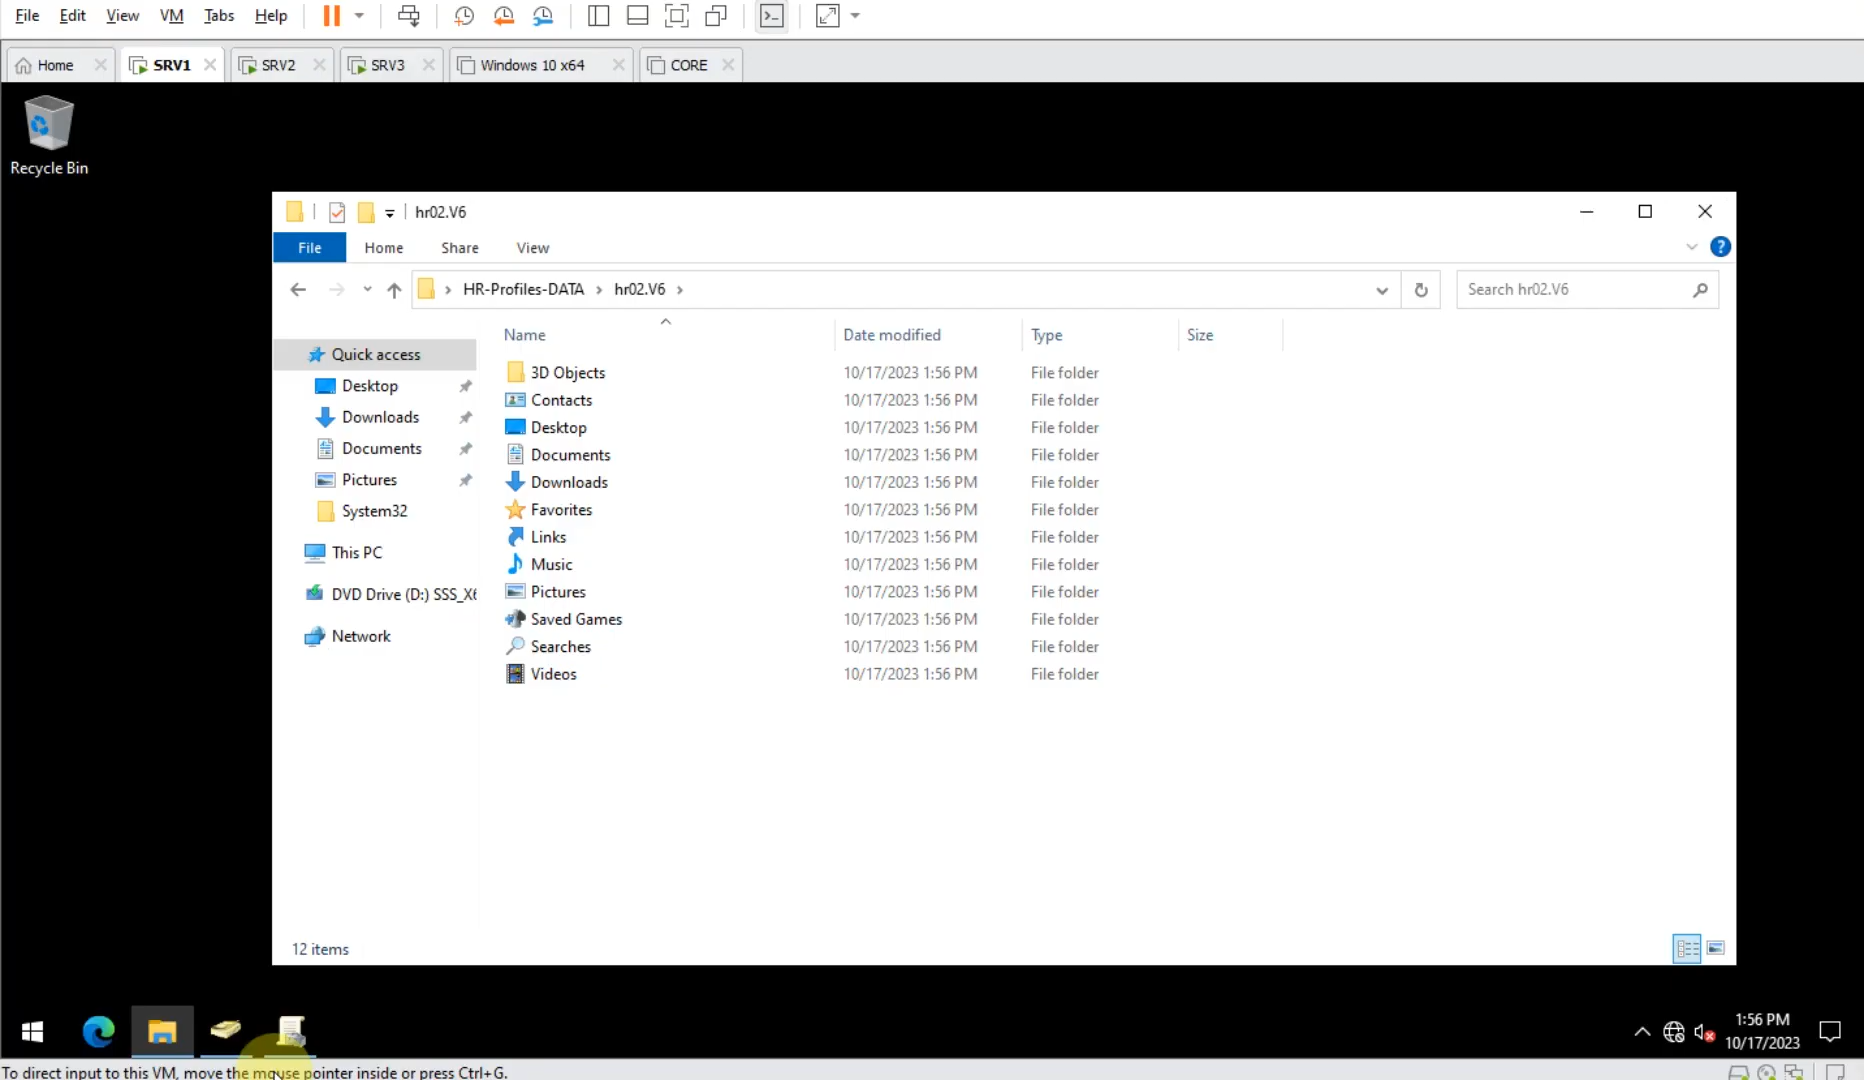 File Edit View VM Tabs Help
Home SRV1 SRV2 SRV3 Windows 10 x64 CORE
Recycle Bin
hr02.V6
File Home Share View
HR-Profiles-DATA hr02.V6
Search hr02.V6
Name Date modified Type Size
Quick access
Desktop
Downloads
Documents
Pictures
System32
This PC
DVD Drive (D:) SSS_X6
Network
3D Objects 10/17/2023 1:56 PM File folder
Contacts 10/17/2023 1:56 PM File folder
Desktop 10/17/2023 1:56 PM File folder
Documents 10/17/2023 1:56 PM File folder
Downloads 10/17/2023 1:56 PM File folder
Favorites 10/17/2023 1:56 PM File folder
Links 10/17/2023 1:56 PM File folder
Music 10/17/2023 1:56 PM File folder
Pictures 10/17/2023 1:56 PM File folder
Saved Games 10/17/2023 1:56 PM File folder
Searches 10/17/2023 1:56 PM File folder
Videos 10/17/2023 1:56 PM File folder
12 items
1:56 PM
10/17/2023
To direct input to this VM, move the mouse pointer inside or press Ctrl+G.